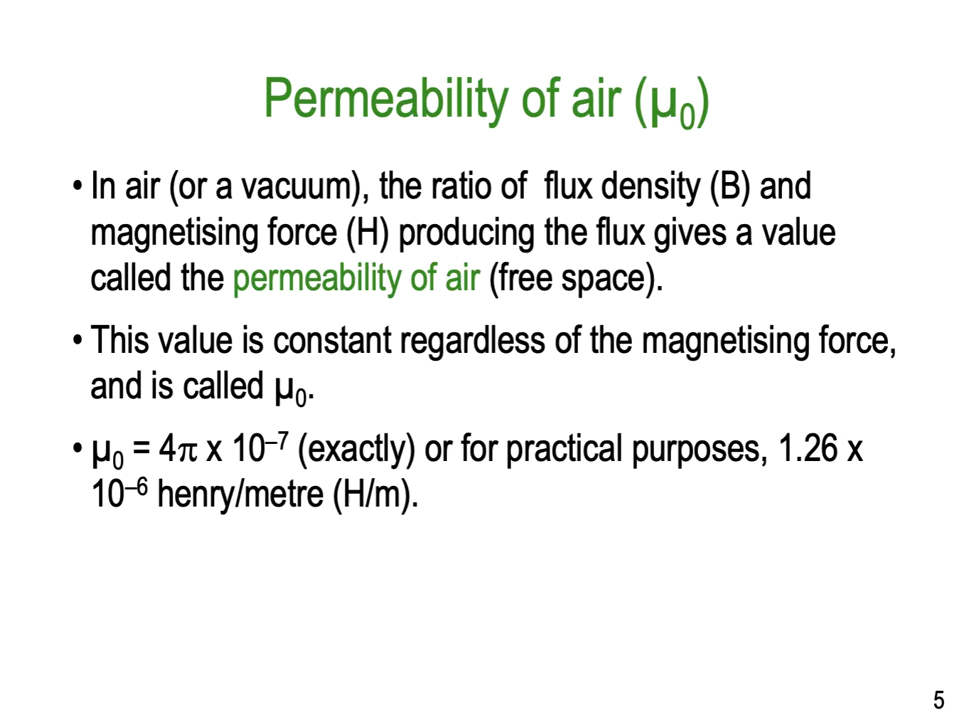 Permeability of air (µ₀)
• In air (or a vacuum), the ratio of  flux density (B) and
magnetising force (H) producing the flux gives a value
called the permeability of air (free space).
• This value is constant regardless of the magnetising force,
and is called µ₀.
• µ₀ = 4π x 10⁻⁷ (exactly) or for practical purposes, 1.26 x
10⁻⁶ henry/metre (H/m).
5